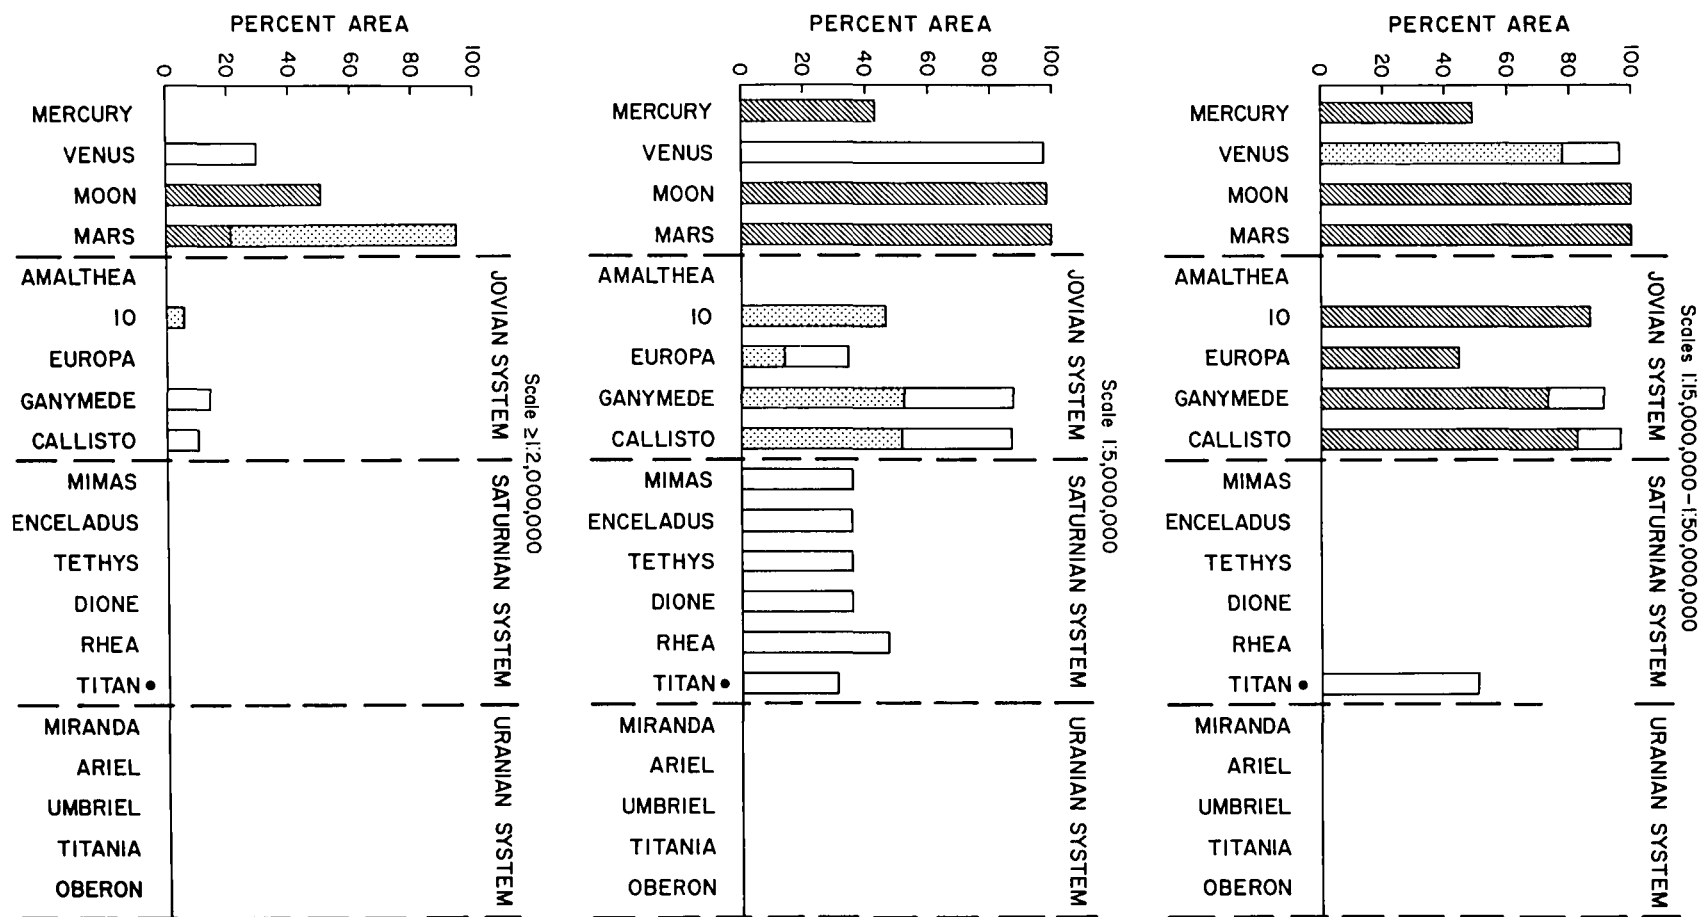 PERCENT AREA
0 20 40 60 80 100
MERCURY
VENUS
MOON
MARS
AMALTHEA
IO
EUROPA
GANYMEDE
CALLISTO
MIMAS
ENCELADUS
TETHYS
DIONE
RHEA
TITAN •
MIRANDA
ARIEL
UMBRIEL
TITANIA
OBERON
JOVIAN SYSTEM
SATURNIAN SYSTEM
URANIAN SYSTEM
Scale ≥1:2,000,000
PERCENT AREA
0 20 40 60 80 100
MERCURY
VENUS
MOON
MARS
AMALTHEA
IO
EUROPA
GANYMEDE
CALLISTO
MIMAS
ENCELADUS
TETHYS
DIONE
RHEA
TITAN •
MIRANDA
ARIEL
UMBRIEL
TITANIA
OBERON
JOVIAN SYSTEM
SATURNIAN SYSTEM
URANIAN SYSTEM
Scale 1:5,000,000
PERCENT AREA
0 20 40 60 80 100
MERCURY
VENUS
MOON
MARS
AMALTHEA
IO
EUROPA
GANYMEDE
CALLISTO
MIMAS
ENCELADUS
TETHYS
DIONE
RHEA
TITAN •
MIRANDA
ARIEL
UMBRIEL
TITANIA
OBERON
JOVIAN SYSTEM
SATURNIAN SYSTEM
URANIAN SYSTEM
Scales 1:15,000,000–1:50,000,000